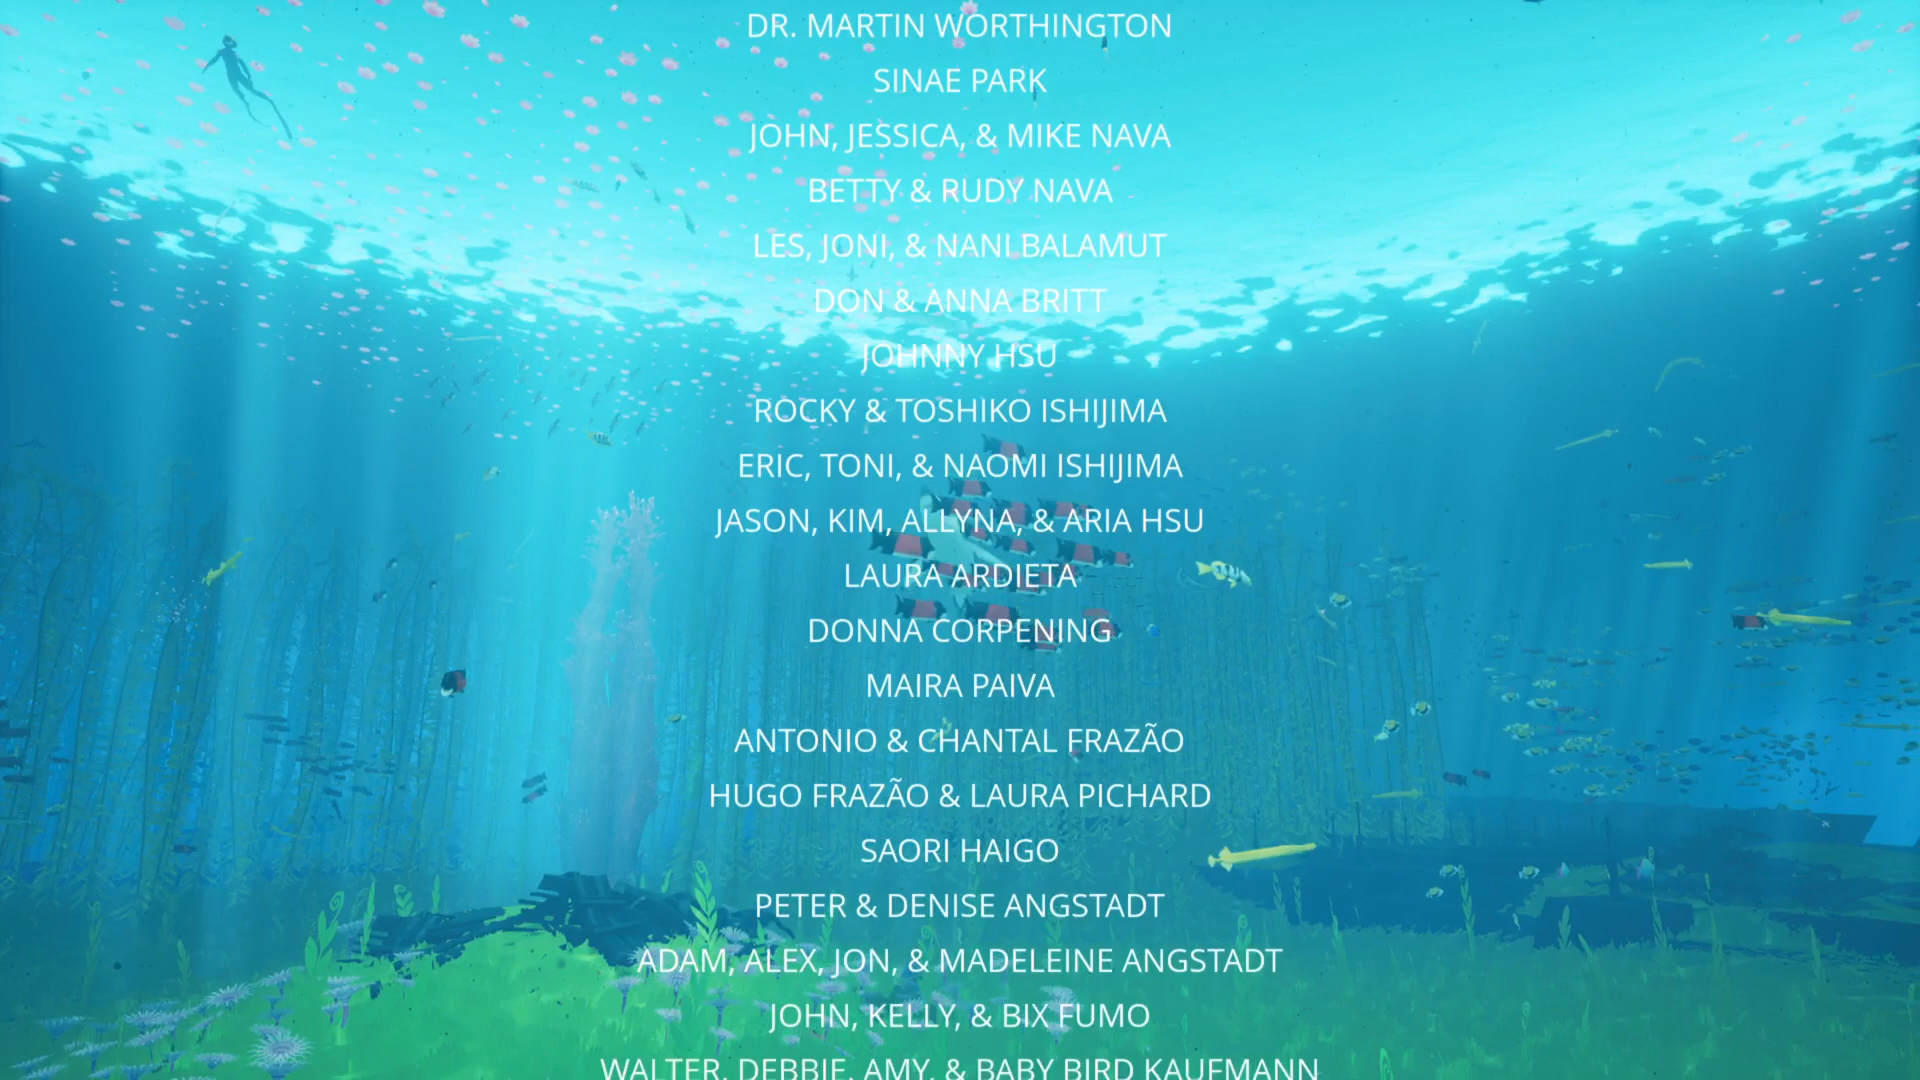 DR. MARTIN WORTHINGTON
SINAE PARK
JOHN, JESSICA, & MIKE NAVA
BETTY & RUDY NAVA
LES, JONI, & NANI BALAMUT
DON & ANNA BRITT
JOHNNY HSU
ROCKY & TOSHIKO ISHIJIMA
ERIC, TONI, & NAOMI ISHIJIMA
JASON, KIM, ALLYNA, & ARIA HSU
LAURA ARDIETA
DONNA CORPENING
MAIRA PAIVA
ANTONIO & CHANTAL FRAZÃO
HUGO FRAZÃO & LAURA PICHARD
SAORI HAIGO
PETER & DENISE ANGSTADT
ADAM, ALEX, JON, & MADELEINE ANGSTADT
JOHN, KELLY, & BIX FUMO
WALTER, DEBBIE, AMY, & BABY BIRD KAUFMANN